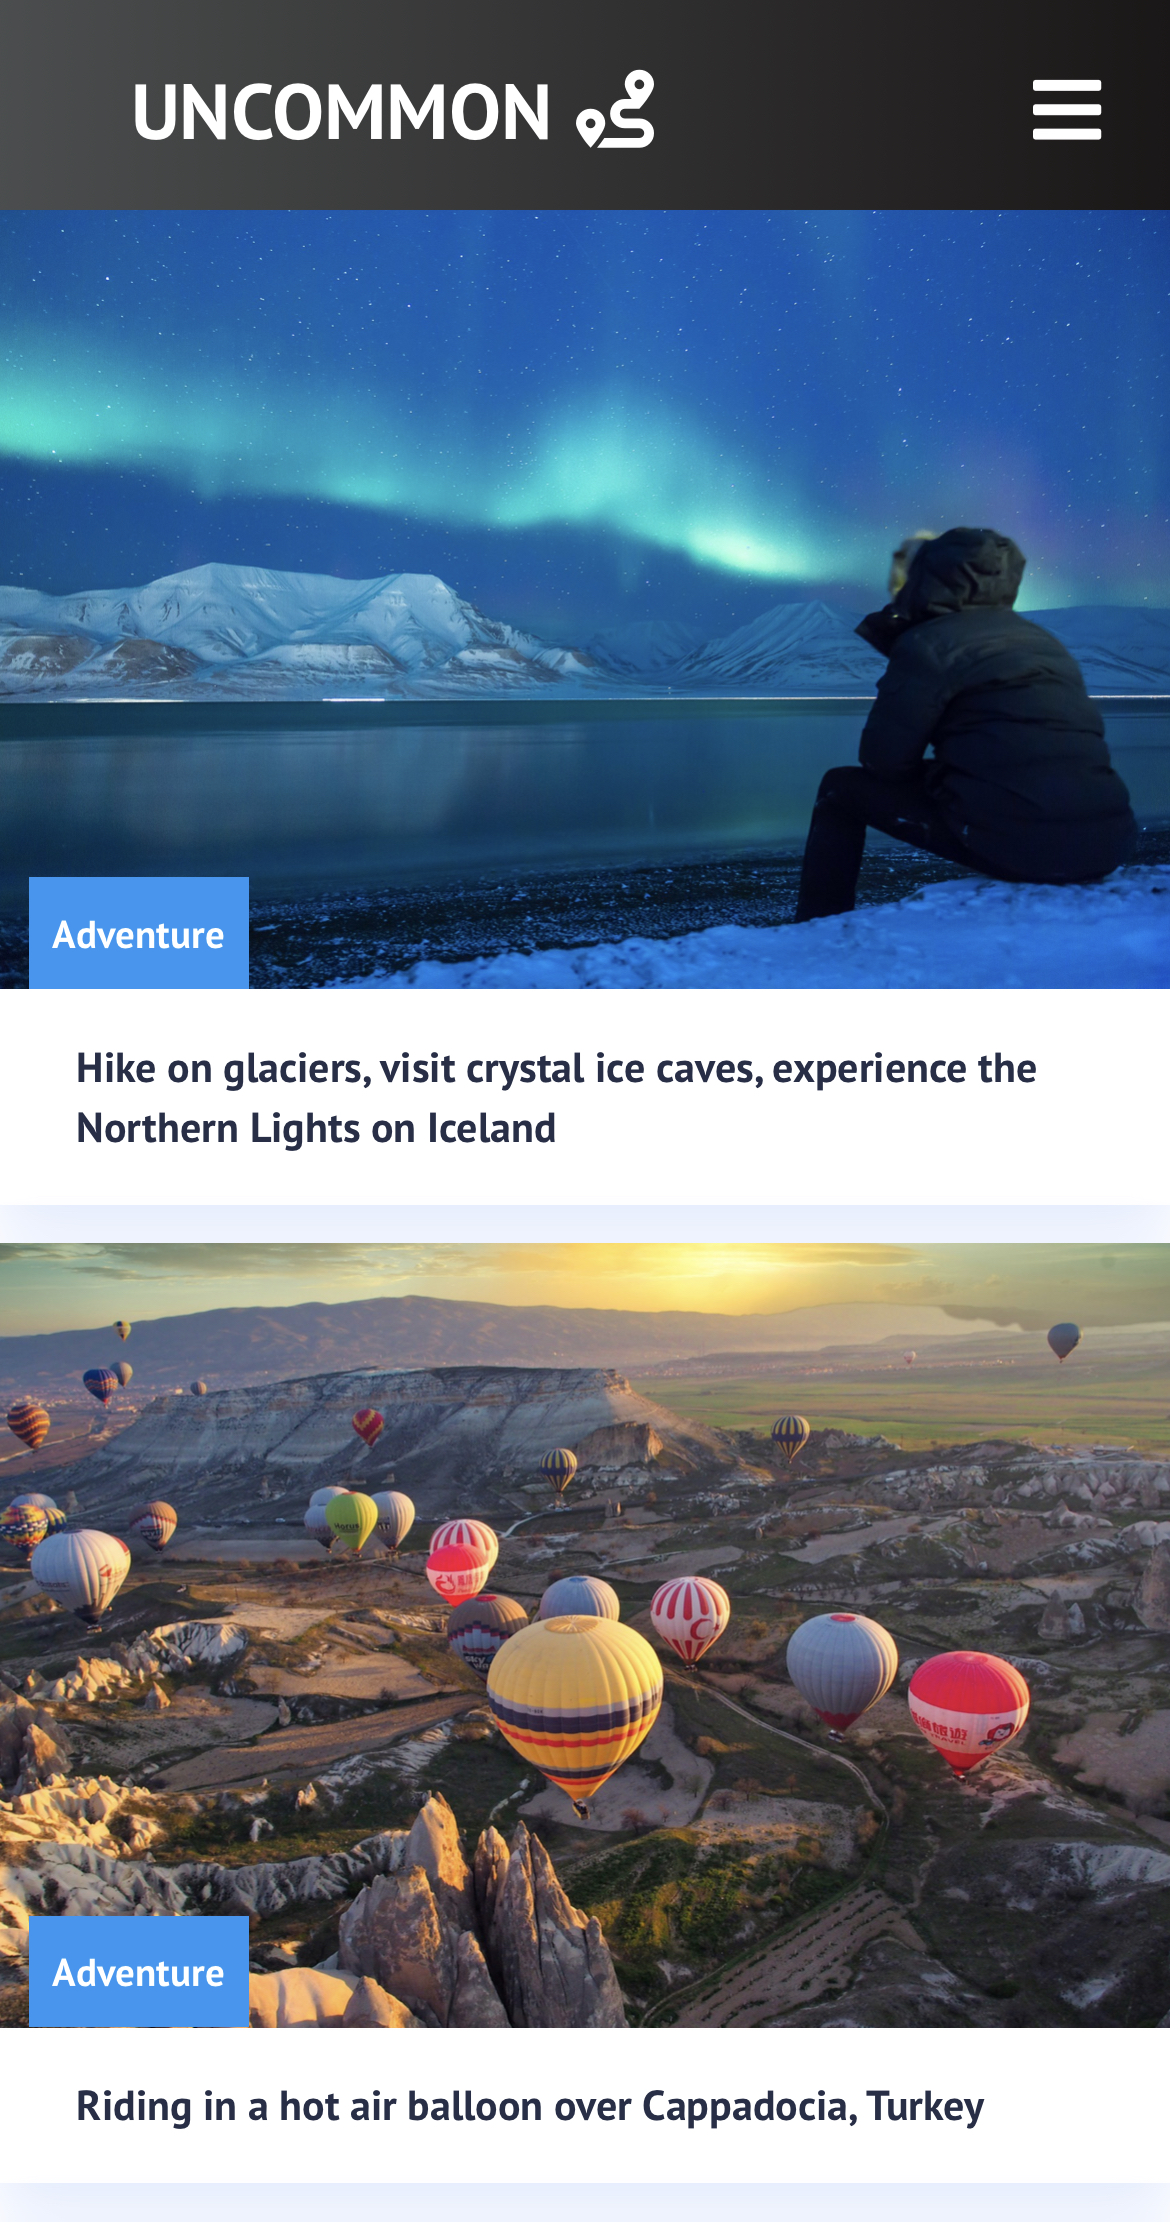 UNCOMMON
Adventure
Hike on glaciers, visit crystal ice caves, experience the
Northern Lights on Iceland
Adventure
Riding in a hot air balloon over Cappadocia, Turkey